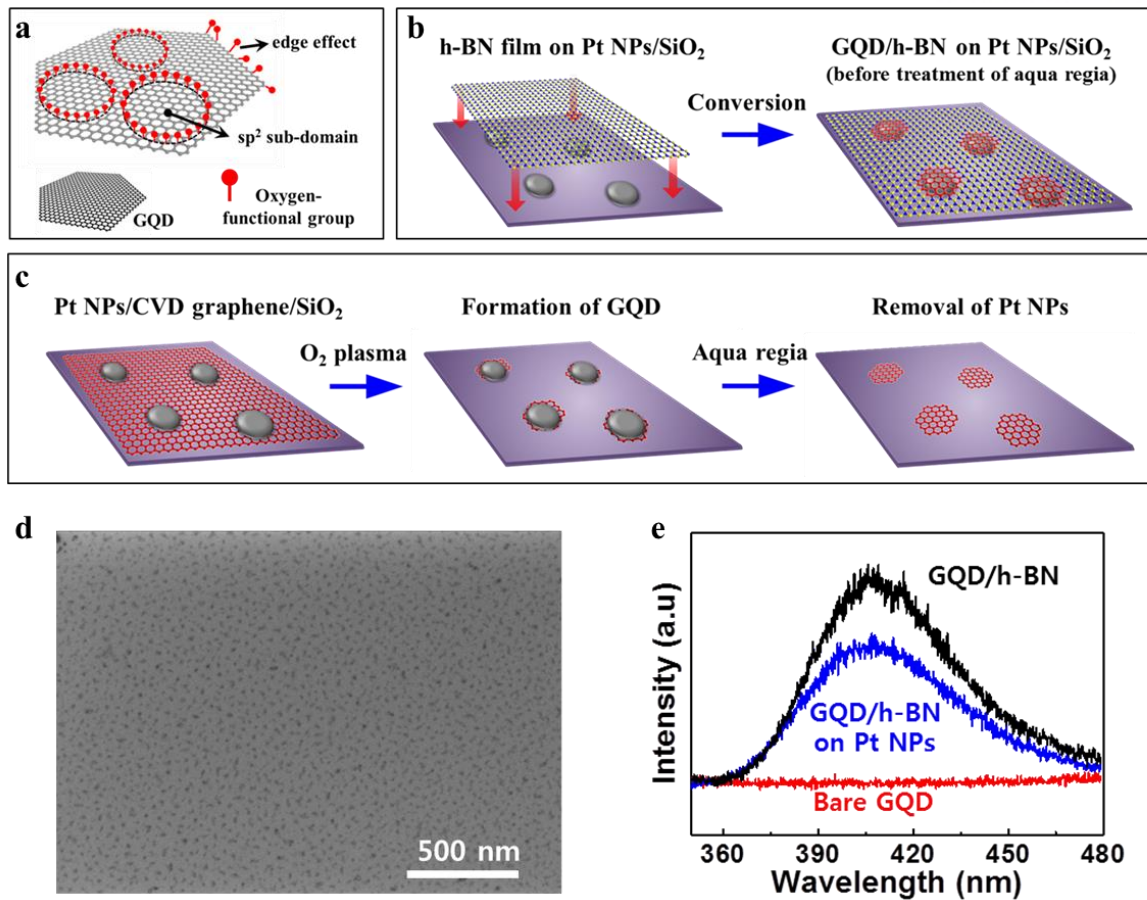 a
edge effect
sp² sub-domain
GQD
Oxygen-
functional group
b
h-BN film on Pt NPs/SiO₂
Conversion
GQD/h-BN on Pt NPs/SiO₂
(before treatment of aqua regia)
c
Pt NPs/CVD graphene/SiO₂
O₂ plasma
Formation of GQD
Aqua regia
Removal of Pt NPs
d
500 nm
e
Intensity (a.u)
GQD/h-BN
GQD/h-BN
on Pt NPs
Bare GQD
360 390 420 450 480
Wavelength (nm)